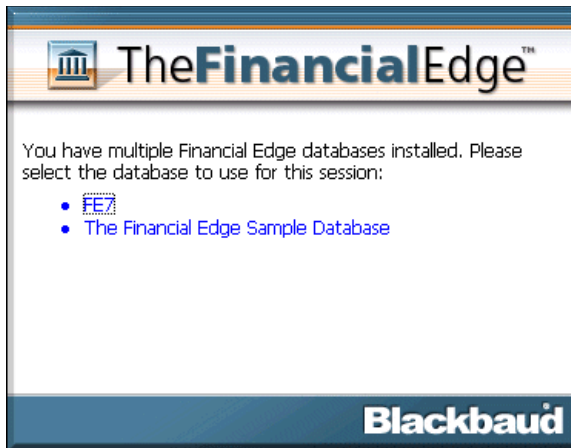 TheFinancialEdge™
You have multiple Financial Edge databases installed. Please
select the database to use for this session:
• FE7
• The Financial Edge Sample Database
Blackbaud